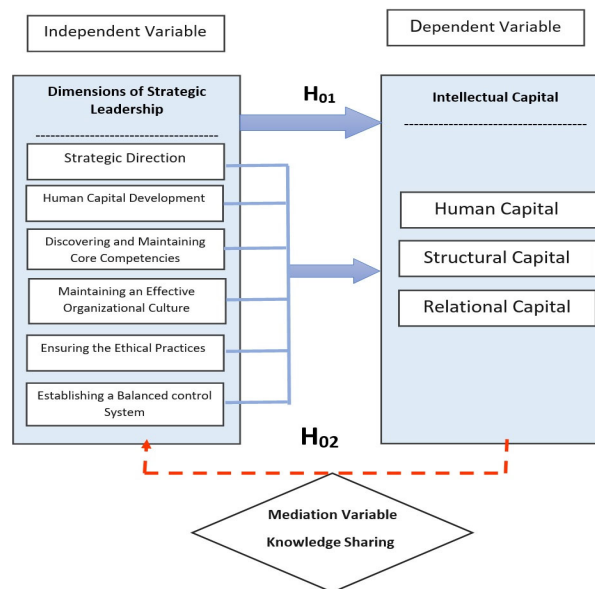 Independent Variable
Dependent Variable
Dimensions of Strategic
Leadership
------------------------------------
Strategic Direction
Human Capital Development
Discovering and Maintaining
Core Competencies
Maintaining an Effective
Organizational Culture
Ensuring the Ethical Practices
Establishing a Balanced control
System
H01
H02
Intellectual Capital
------------------------------------
Human Capital
Structural Capital
Relational Capital
Mediation Variable
Knowledge Sharing